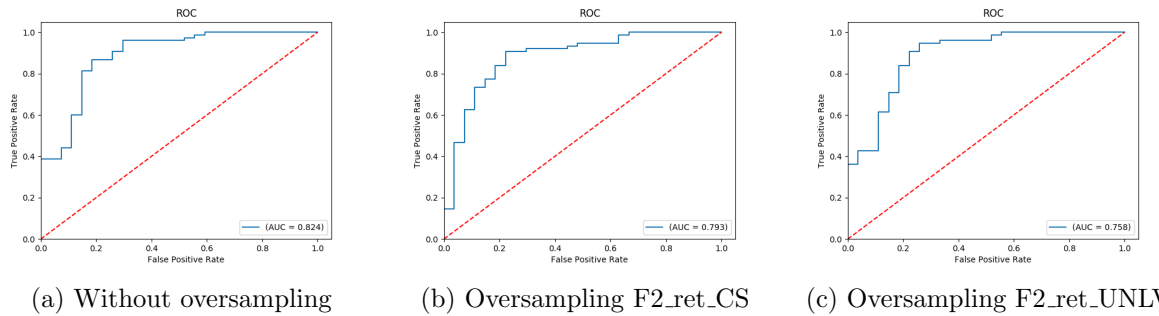 ROC
True Positive Rate
1.0
0.8
0.6
0.4
0.2
0.0
0.0 0.2 0.4 0.6 0.8 1.0
False Positive Rate
(AUC = 0.824)
(a) Without oversampling
ROC
True Positive Rate
1.0
0.8
0.6
0.4
0.2
0.0
0.0 0.2 0.4 0.6 0.8 1.0
False Positive Rate
(AUC = 0.793)
(b) Oversampling F2_ret_CS
ROC
True Positive Rate
1.0
0.8
0.6
0.4
0.2
0.0
0.0 0.2 0.4 0.6 0.8 1.0
False Positive Rate
(AUC = 0.758)
(c) Oversampling F2_ret_UNLV